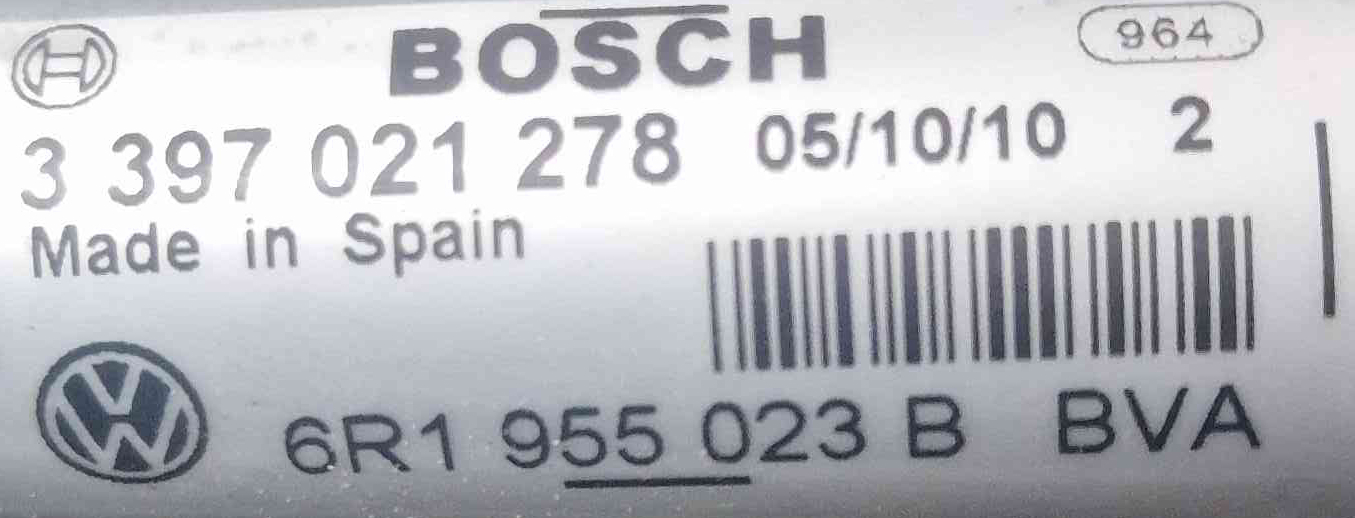 BOSCH 964
3 397 021 278 05/10/10 2
Made in Spain
6R1 955 023 B BVA